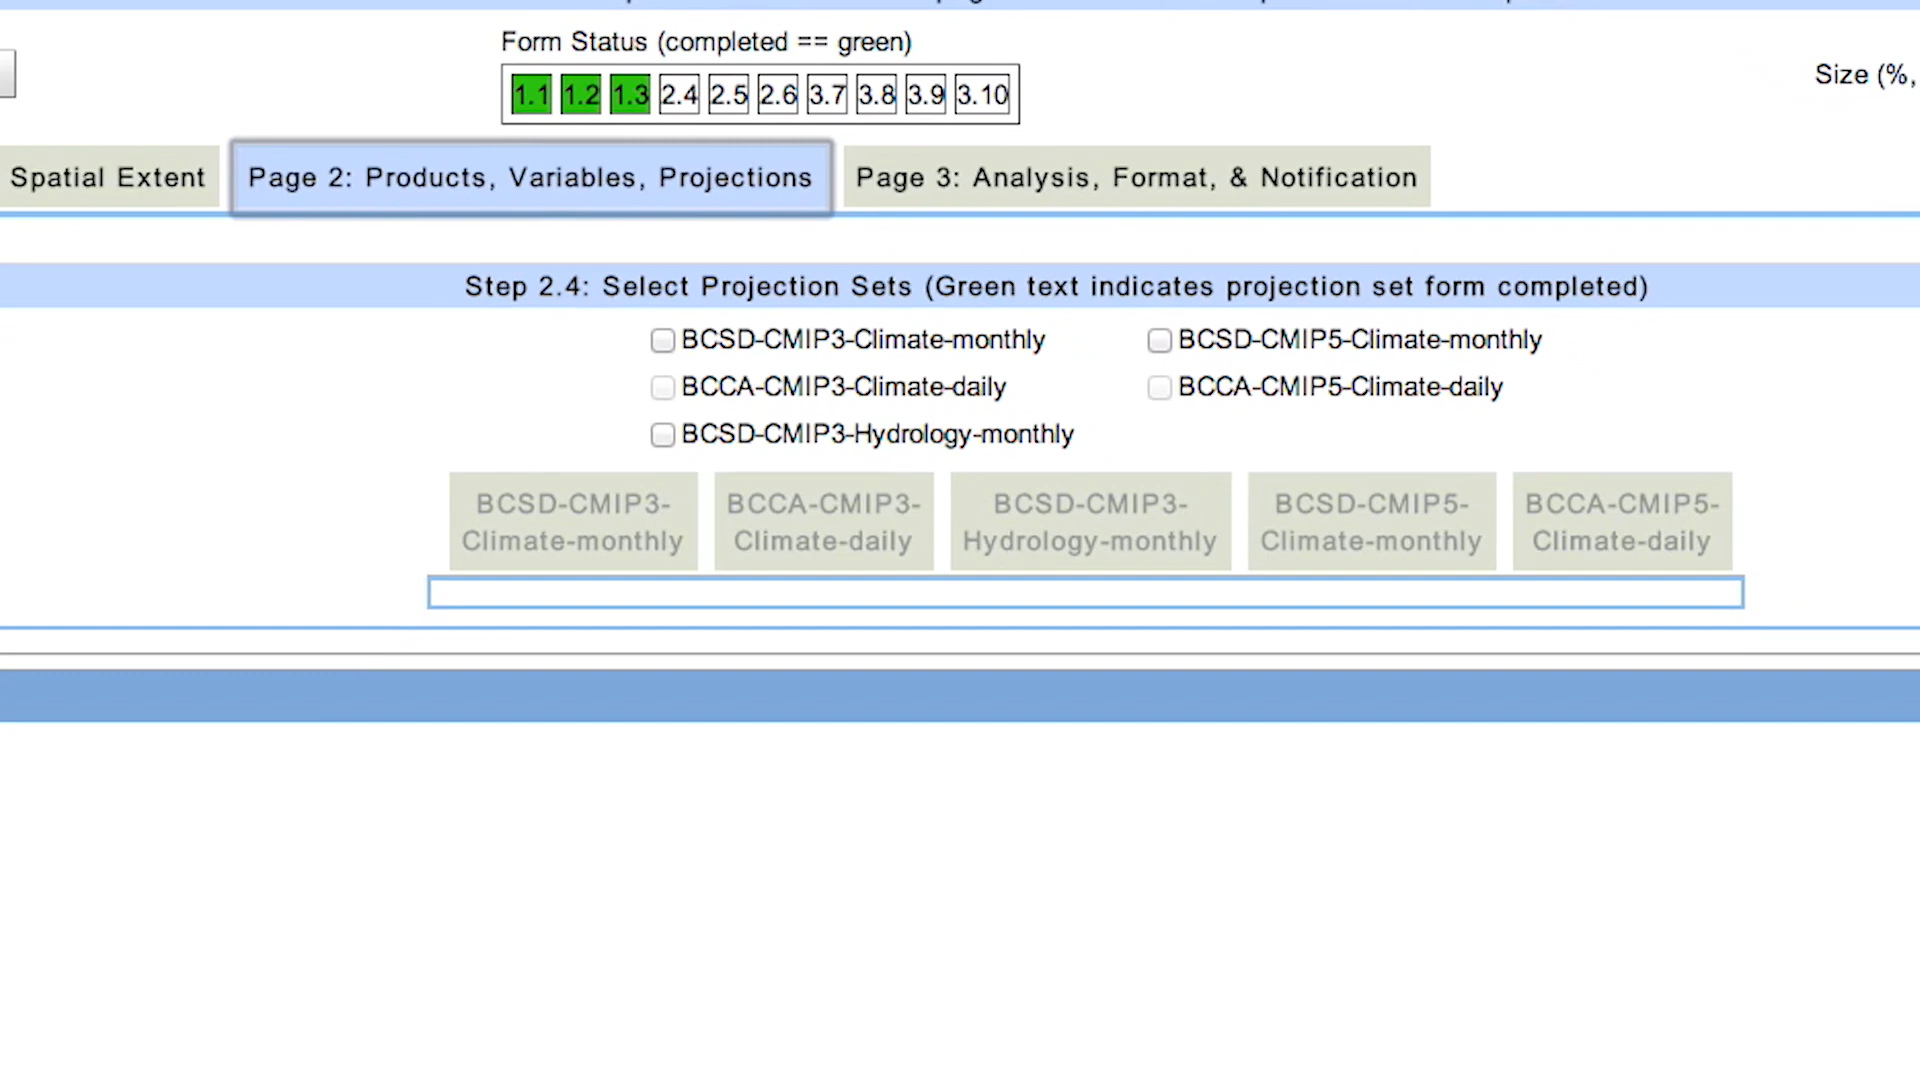 Form Status (completed == green)
1.1 1.2 1.3 2.4 2.5 2.6 3.7 3.8 3.9 3.10
Size (%,
Spatial Extent
Page 2: Products, Variables, Projections
Page 3: Analysis, Format, & Notification
Step 2.4: Select Projection Sets (Green text indicates projection set form completed)
BCSD-CMIP3-Climate-monthly
BCSD-CMIP5-Climate-monthly
BCCA-CMIP3-Climate-daily
BCCA-CMIP5-Climate-daily
BCSD-CMIP3-Hydrology-monthly
BCSD-CMIP3-
Climate-monthly
BCCA-CMIP3-
Climate-daily
BCSD-CMIP3-
Hydrology-monthly
BCSD-CMIP5-
Climate-monthly
BCCA-CMIP5-
Climate-daily